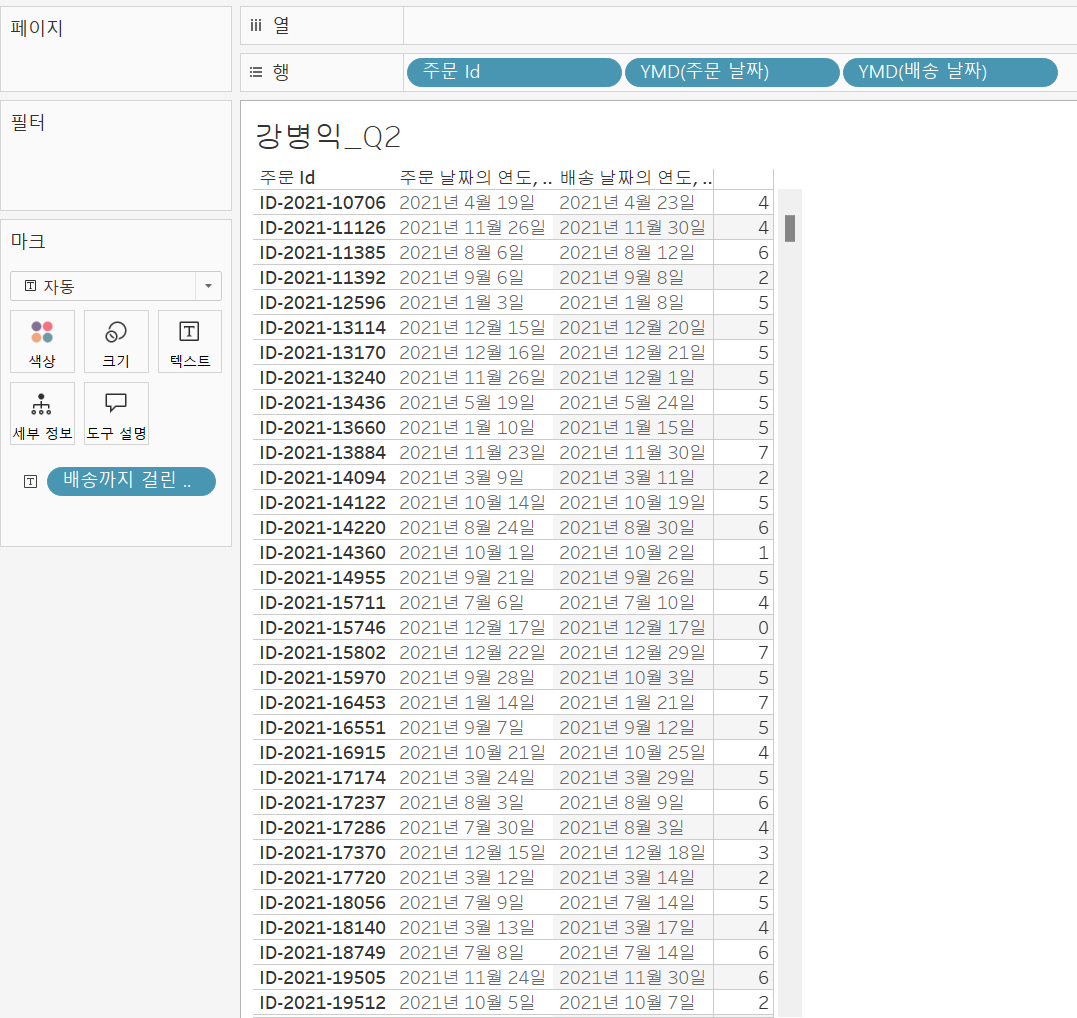 페이지
iii 열
행 주문 Id YMD(주문 날짜) YMD(배송 날짜)
필터
마크
자동
색상 크기 텍스트
세부 정보 도구 설명
배송까지 걸린 ..
강병익_Q2
주문 Id 주문 날짜의 연도, .. 배송 날짜의 연도, ..
ID-2021-10706 2021년 4월 19일 2021년 4월 23일 4
ID-2021-11126 2021년 11월 26일 2021년 11월 30일 4
ID-2021-11385 2021년 8월 6일 2021년 8월 12일 6
ID-2021-11392 2021년 9월 6일 2021년 9월 8일 2
ID-2021-12596 2021년 1월 3일 2021년 1월 8일 5
ID-2021-13114 2021년 12월 15일 2021년 12월 20일 5
ID-2021-13170 2021년 12월 16일 2021년 12월 21일 5
ID-2021-13240 2021년 11월 26일 2021년 12월 1일 5
ID-2021-13436 2021년 5월 19일 2021년 5월 24일 5
ID-2021-13660 2021년 1월 10일 2021년 1월 15일 5
ID-2021-13884 2021년 11월 23일 2021년 11월 30일 7
ID-2021-14094 2021년 3월 9일 2021년 3월 11일 2
ID-2021-14122 2021년 10월 14일 2021년 10월 19일 5
ID-2021-14220 2021년 8월 24일 2021년 8월 30일 6
ID-2021-14360 2021년 10월 1일 2021년 10월 2일 1
ID-2021-14955 2021년 9월 21일 2021년 9월 26일 5
ID-2021-15711 2021년 7월 6일 2021년 7월 10일 4
ID-2021-15746 2021년 12월 17일 2021년 12월 17일 0
ID-2021-15802 2021년 12월 22일 2021년 12월 29일 7
ID-2021-15970 2021년 9월 28일 2021년 10월 3일 5
ID-2021-16453 2021년 1월 14일 2021년 1월 21일 7
ID-2021-16551 2021년 9월 7일 2021년 9월 12일 5
ID-2021-16915 2021년 10월 21일 2021년 10월 25일 4
ID-2021-17174 2021년 3월 24일 2021년 3월 29일 5
ID-2021-17237 2021년 8월 3일 2021년 8월 9일 6
ID-2021-17286 2021년 7월 30일 2021년 8월 3일 4
ID-2021-17370 2021년 12월 15일 2021년 12월 18일 3
ID-2021-17720 2021년 3월 12일 2021년 3월 14일 2
ID-2021-18056 2021년 7월 9일 2021년 7월 14일 5
ID-2021-18140 2021년 3월 13일 2021년 3월 17일 4
ID-2021-18749 2021년 7월 8일 2021년 7월 14일 6
ID-2021-19505 2021년 11월 24일 2021년 11월 30일 6
ID-2021-19512 2021년 10월 5일 2021년 10월 7일 2